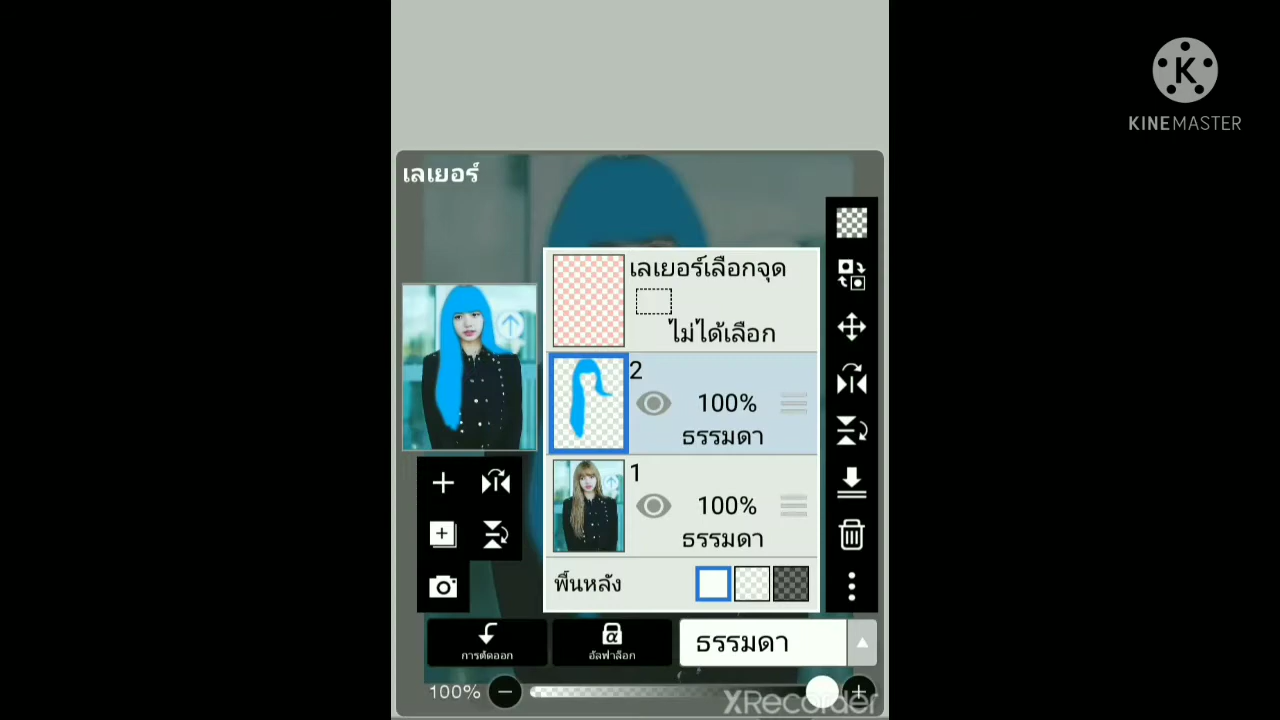 KINEMASTER
เลเยอร์
เลเยอร์เลือกจุด
ไม่ได้เลือก
2
100%
ธรรมดา
1
100%
ธรรมดา
พื้นหลัง
การตัดออก
อัลฟาล็อก
ธรรมดา
100%
XRecorder